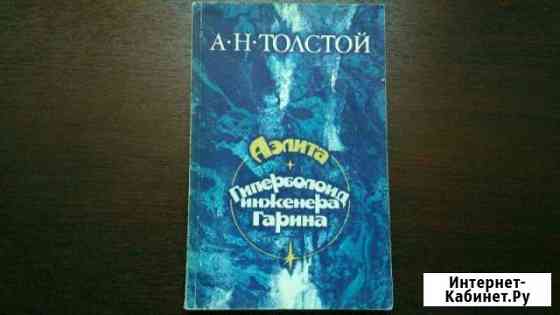 А·Н·ТОЛСТОЙ
Аэлита
Гиперболоид
инженера
Гарина
Интернет-
Кабинет.Ру